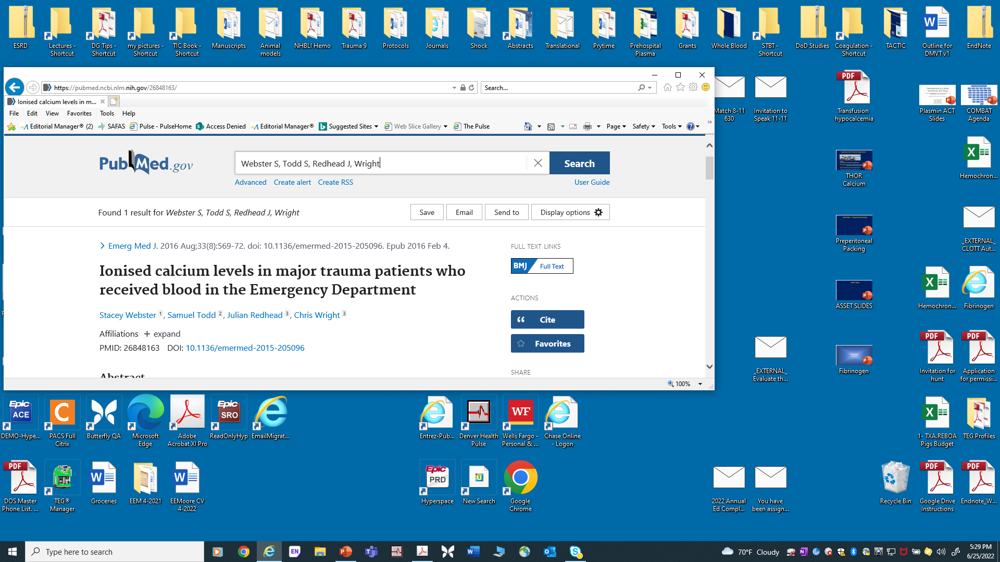 ESRD
Lectures - Shortcut
DG Tips - Shortcut
my pictures - Shortcut
TIC Book - Shortcut
Manuscripts
Animal models
NHBLI Hemo
Trauma 9
Protocols
Journals
Shock
Abstracts
Translational
Prytime
Prehospital Plasma
Grants
Whole Blood
STBT - Shortcut
DoD Studies
Coagulation - Shortcut
TACTIC
Outline for DMVT v1
EndNote
https://pubmed.ncbi.nlm.nih.gov/26848163/
Search...
Ionised calcium levels in m...
File Edit View Favorites Tools Help
Editorial Manager® (2) SAFAS Pulse - PulseHome Access Denied Editorial Manager® Suggested Sites Web Slice Gallery The Pulse Page Safety Tools
PubMed.gov
Webster S, Todd S, Redhead J, Wright
Search
Advanced Create alert Create RSS User Guide
Found 1 result for Webster S, Todd S, Redhead J, Wright
Save Email Send to Display options
Emerg Med J. 2016 Aug;33(8):569-72. doi: 10.1136/emermed-2015-205096. Epub 2016 Feb 4.
Ionised calcium levels in major trauma patients who
received blood in the Emergency Department
Stacey Webster 1, Samuel Todd 2, Julian Redhead 3, Chris Wright 3
Affiliations + expand
PMID: 26848163 DOI: 10.1136/emermed-2015-205096
Abstract
FULL TEXT LINKS
BMJ Full Text
ACTIONS
Cite
Favorites
SHARE
100%
Match 8-11 630
Invitation to Speak 11-11
PDF
Transfusion hypocalcemia
Plasmin ACT Slides
COMBAT Agenda
THOR Calcium
Hemochron...
Preperitoneal Packing
_EXTERNAL_ CLOTT Aut...
ASSET SLIDES
Hemochron...
Fibrinogen
_EXTERNAL_ Evaluate th...
Fibrinogen
PDF
Invitation for hunt
PDF
Application for permissi...
Epic ACE
DEMO-Hype...
PACS Full Citrix
Butterfly QA
Microsoft Edge
Adobe Acrobat XI Pro
Epic SRO
ReadOnlyHyp
EmailMigrat...
Entrez-Pub...
Denver Health Pulse
WF
Wells Fargo - Personal & ...
Chase Online - Logon
1- TXA.REBOA Pigs Budget
TEG Profiles
PDF
DOS Master Phone List. ...
TEG® Manager
Groceries
EEM 4-2021
EEMoore CV 4-2022
Epic PRD
Hyperspace
New Search
Google Chrome
2022 Annual Ed Compl...
You have been assign...
Recycle Bin
PDF
Google Drive Instructions
PDF
Endnote_W...
Type here to search
EN
70°F Cloudy
5:29 PM
6/25/2022